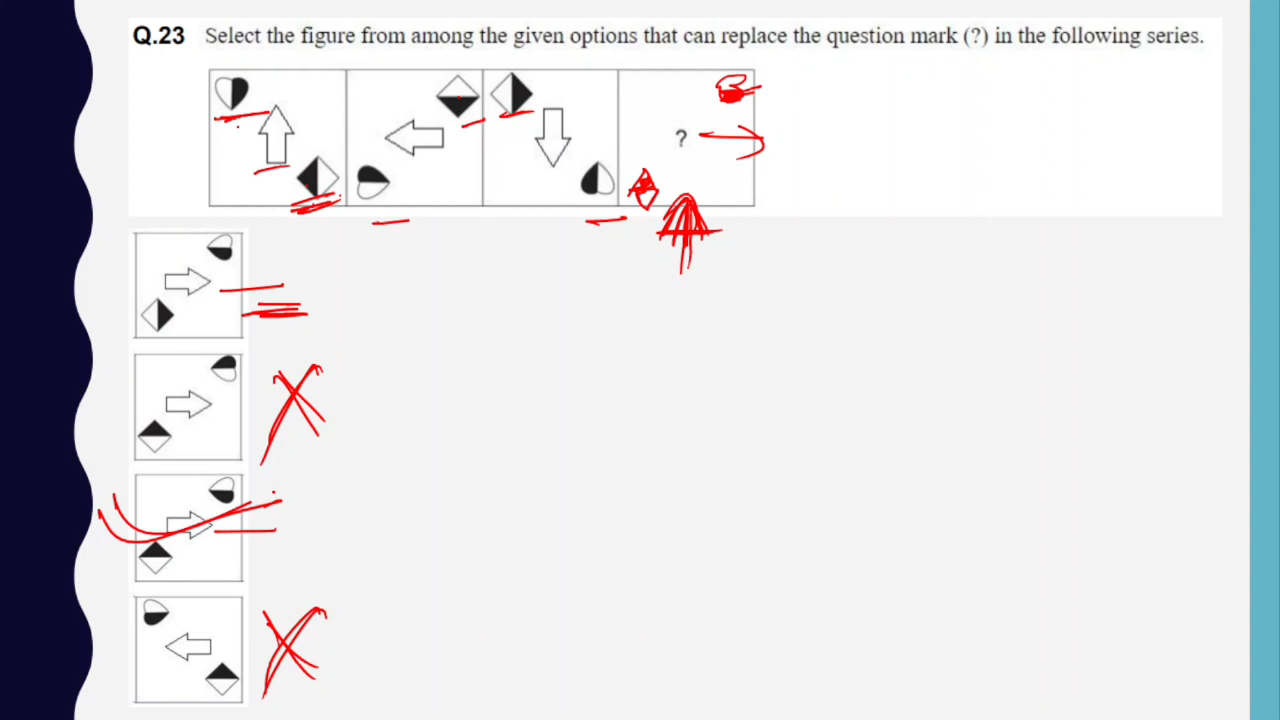 Q.23 Select the figure from among the given options that can replace the question mark (?) in the following series.
?